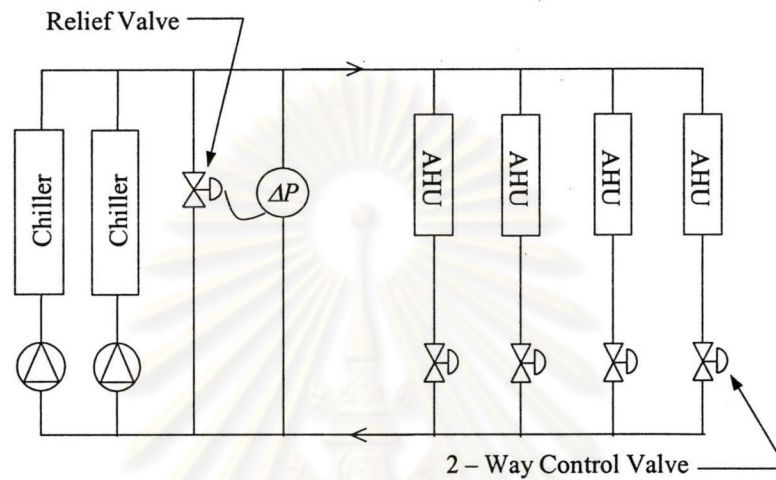 Relief Valve
Chiller
Chiller
ΔP
AHU
AHU
AHU
AHU
2 – Way Control Valve